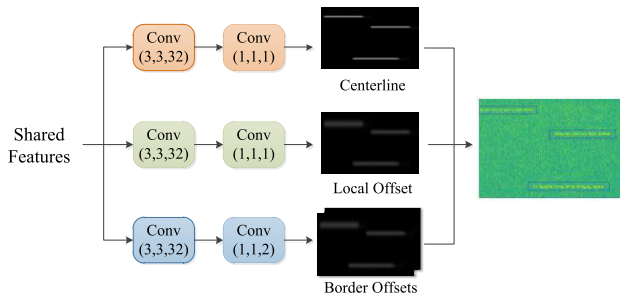 Conv
(3,3,32)
Conv
(1,1,1)
Centerline
Shared
Features
Conv
(3,3,32)
Conv
(1,1,1)
Local Offset
Conv
(3,3,32)
Conv
(1,1,2)
Border Offsets